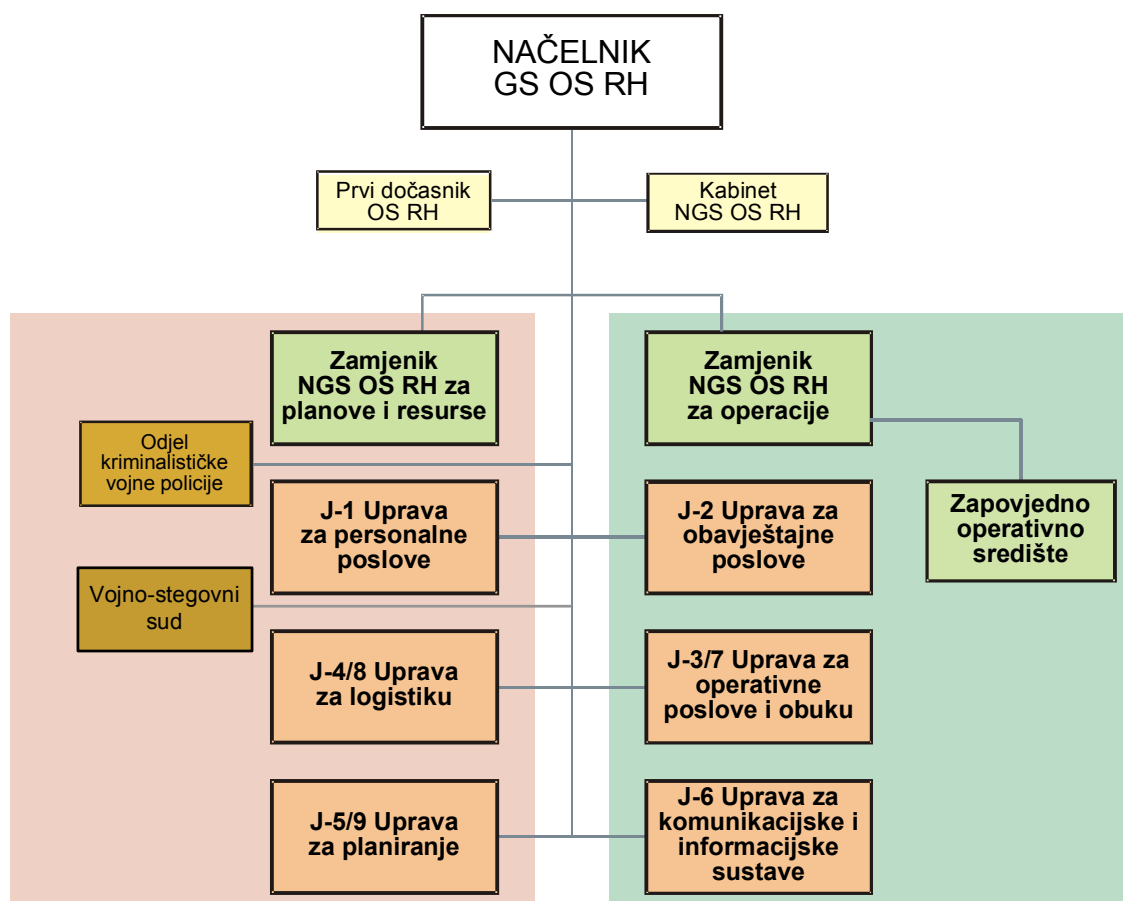 NAČELNIK
GS OS RH
Prvi dočasnik
OS RH
Kabinet
NGS OS RH
Zamjenik
NGS OS RH za
planove i resurse
Zamjenik
NGS OS RH
za operacije
Odjel
kriminalističke
vojne policije
J-1 Uprava
za personalne
poslove
J-2 Uprava za
obavještajne
poslove
Zapovjedno
operativno
središte
Vojno-stegovni
sud
J-4/8 Uprava
za logistiku
J-3/7 Uprava za
operativne
poslove i obuku
J-5/9 Uprava
za planiranje
J-6 Uprava za
komunikacijske i
informacijske
sustave